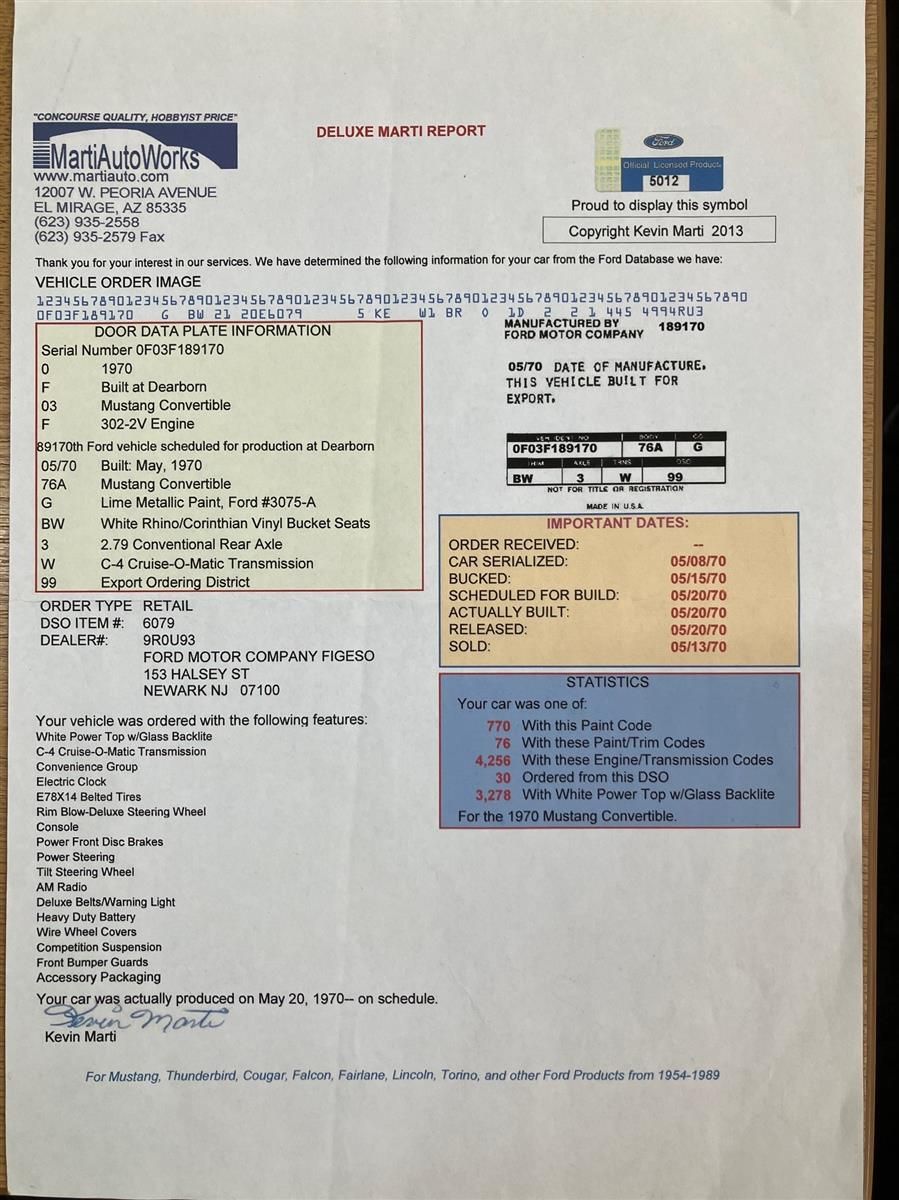 "CONCOURSE QUALITY, HOBBYIST PRICE"
MartiAutoWorks
www.martiauto.com
12007 W. PEORIA AVENUE
EL MIRAGE, AZ 85335
(623) 935-2558
(623) 935-2579 Fax
DELUXE MARTI REPORT
Ford
Official Licensed Product
5012
Proud to display this symbol
Copyright Kevin Marti 2013
Thank you for your interest in our services. We have determined the following information for your car from the Ford Database we have:
VEHICLE ORDER IMAGE
12345678901234567890123456789012345678901234567890123456789012345678901234567890
0F03F189170 G BW 21 20E6079 5 KE W1 BR 0 1D 2 2 1 445 4994RU3
DOOR DATA PLATE INFORMATION
Serial Number 0F03F189170
0 1970
F Built at Dearborn
03 Mustang Convertible
F 302-2V Engine
89170th Ford vehicle scheduled for production at Dearborn
05/70 Built: May, 1970
76A Mustang Convertible
G Lime Metallic Paint, Ford #3075-A
BW White Rhino/Corinthian Vinyl Bucket Seats
3 2.79 Conventional Rear Axle
W C-4 Cruise-O-Matic Transmission
99 Export Ordering District
MANUFACTURED BY 189170
FORD MOTOR COMPANY
05/70 DATE OF MANUFACTURE.
THIS VEHICLE BUILT FOR
EXPORT.
VEH IDENT NO BODY
0F03F189170 76A G
TRIM AXLE TRNS DSO
BW 3 W 99
NOT FOR TITLE OR REGISTRATION
MADE IN U.S.A.
ORDER TYPE RETAIL
DSO ITEM #: 6079
DEALER#: 9R0U93
FORD MOTOR COMPANY FIGESO
153 HALSEY ST
NEWARK NJ 07100
IMPORTANT DATES:
ORDER RECEIVED: --
CAR SERIALIZED: 05/08/70
BUCKED: 05/15/70
SCHEDULED FOR BUILD: 05/20/70
ACTUALLY BUILT: 05/20/70
RELEASED: 05/20/70
SOLD: 05/13/70
STATISTICS
Your car was one of:
770 With this Paint Code
76 With these Paint/Trim Codes
4,256 With these Engine/Transmission Codes
30 Ordered from this DSO
3,278 With White Power Top w/Glass Backlite
For the 1970 Mustang Convertible.
Your vehicle was ordered with the following features:
White Power Top w/Glass Backlite
C-4 Cruise-O-Matic Transmission
Convenience Group
Electric Clock
E78X14 Belted Tires
Rim Blow-Deluxe Steering Wheel
Console
Power Front Disc Brakes
Power Steering
Tilt Steering Wheel
AM Radio
Deluxe Belts/Warning Light
Heavy Duty Battery
Wire Wheel Covers
Competition Suspension
Front Bumper Guards
Accessory Packaging
Your car was actually produced on May 20, 1970-- on schedule.
Kevin Marti
Kevin Marti
For Mustang, Thunderbird, Cougar, Falcon, Fairlane, Lincoln, Torino, and other Ford Products from 1954-1989